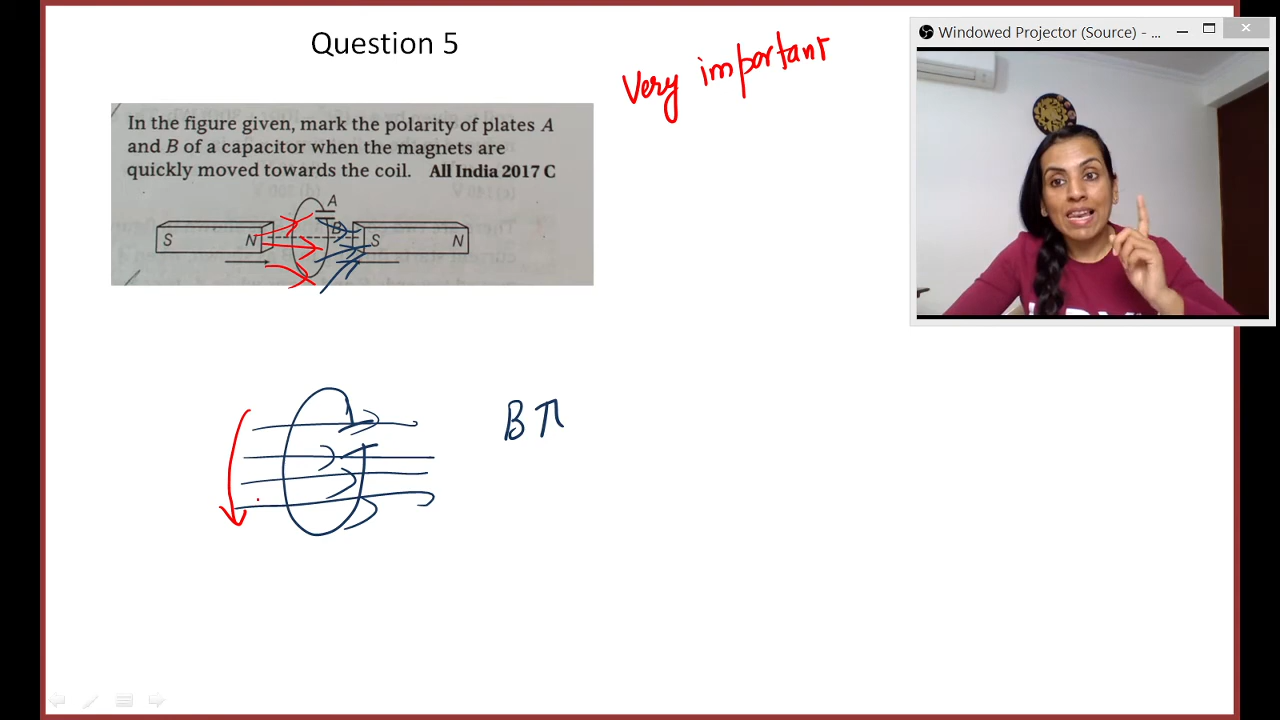 Question 5
Very important
Windowed Projector (Source) - ...
In the figure given, mark the polarity of plates A
and B of a capacitor when the magnets are
quickly moved towards the coil. All India 2017 C
A
B
S
N
S
N
B π